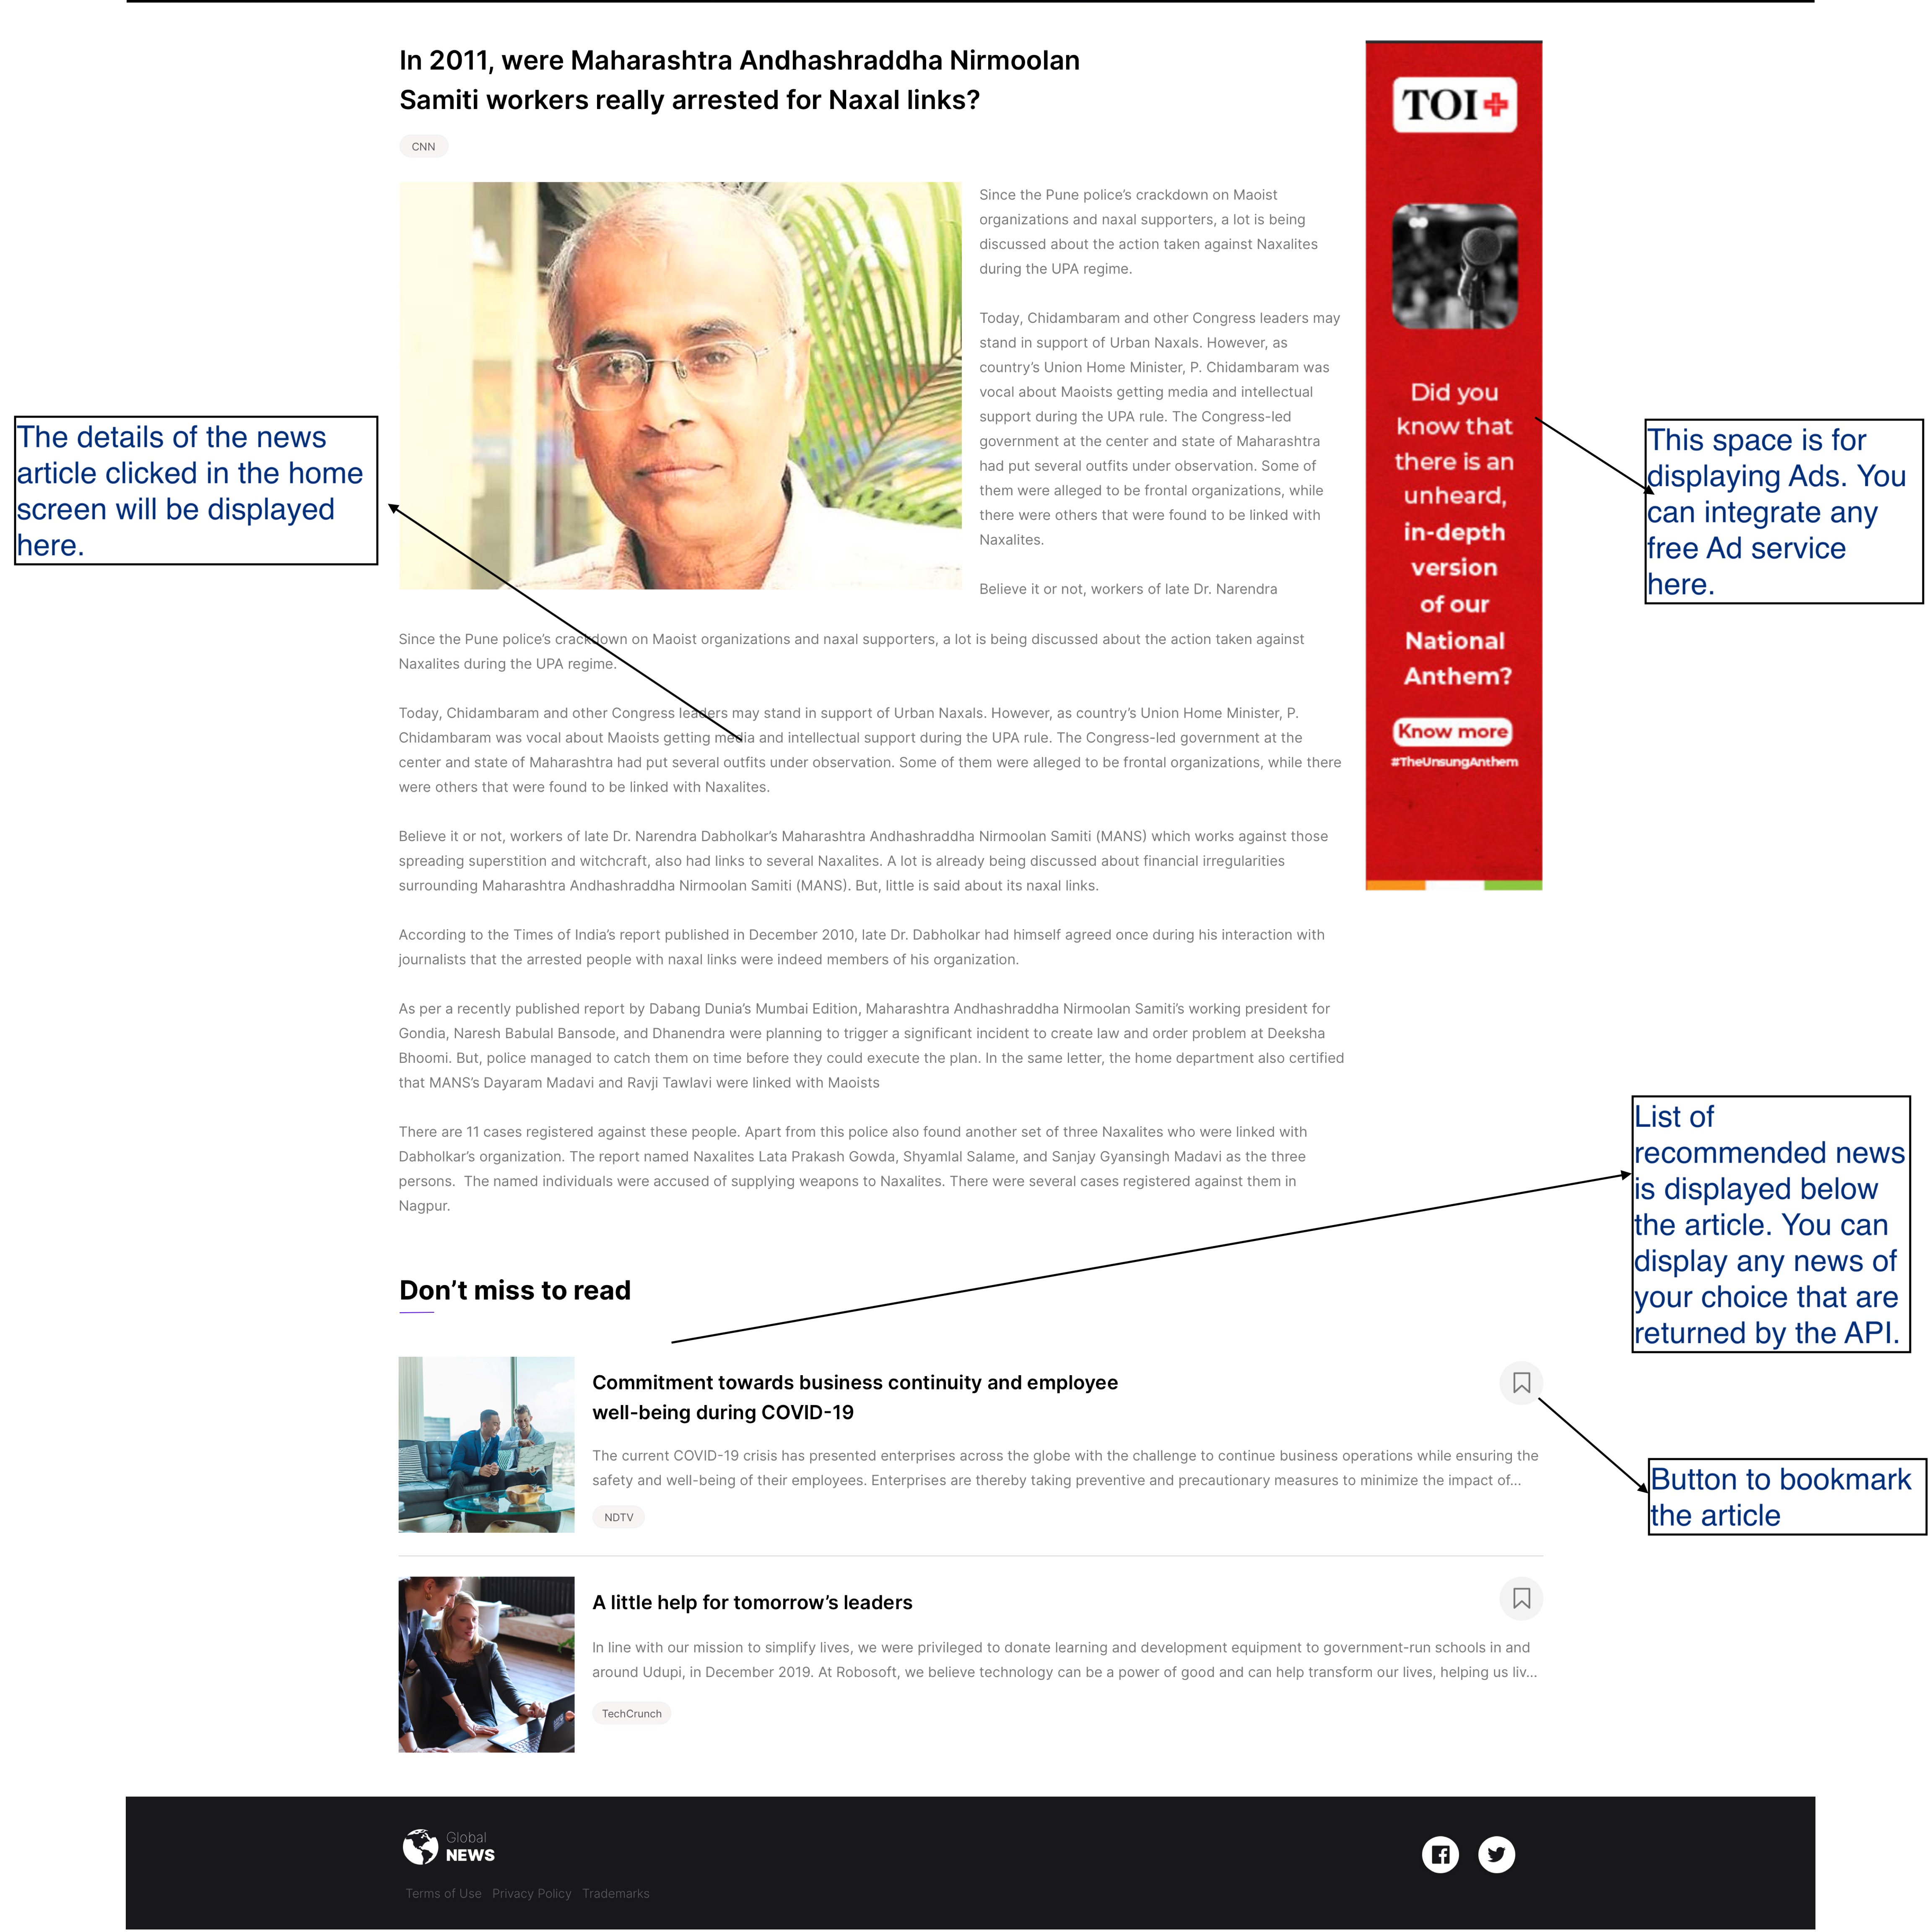 In 2011, were Maharashtra Andhashraddha Nirmoolan
Samiti workers really arrested for Naxal links?
CNN
Since the Pune police's crackdown on Maoist
organizations and naxal supporters, a lot is being
discussed about the action taken against Naxalites
during the UPA regime.
Today, Chidambaram and other Congress leaders may
stand in support of Urban Naxals. However, as
country's Union Home Minister, P. Chidambaram was
vocal about Maoists getting media and intellectual
support during the UPA rule. The Congress-led
government at the center and state of Maharashtra
had put several outfits under observation. Some of
them were alleged to be frontal organizations, while
there were others that were found to be linked with
Naxalites.
Believe it or not, workers of late Dr. Narendra
Since the Pune police's crackdown on Maoist organizations and naxal supporters, a lot is being discussed about the action taken against
Naxalites during the UPA regime.
Today, Chidambaram and other Congress leaders may stand in support of Urban Naxals. However, as country's Union Home Minister, P.
Chidambaram was vocal about Maoists getting media and intellectual support during the UPA rule. The Congress-led government at the
center and state of Maharashtra had put several outfits under observation. Some of them were alleged to be frontal organizations, while there
were others that were found to be linked with Naxalites.
Believe it or not, workers of late Dr. Narendra Dabholkar's Maharashtra Andhashraddha Nirmoolan Samiti (MANS) which works against those
spreading superstition and witchcraft, also had links to several Naxalites. A lot is already being discussed about financial irregularities
surrounding Maharashtra Andhashraddha Nirmoolan Samiti (MANS). But, little is said about its naxal links.
According to the Times of India's report published in December 2010, late Dr. Dabholkar had himself agreed once during his interaction with
journalists that the arrested people with naxal links were indeed members of his organization.
As per a recently published report by Dabang Dunia's Mumbai Edition, Maharashtra Andhashraddha Nirmoolan Samiti's working president for
Gondia, Naresh Babulal Bansode, and Dhanendra were planning to trigger a significant incident to create law and order problem at Deeksha
Bhoomi. But, police managed to catch them on time before they could execute the plan. In the same letter, the home department also certified
that MANS's Dayaram Madavi and Ravji Tawlavi were linked with Maoists
There are 11 cases registered against these people. Apart from this police also found another set of three Naxalites who were linked with
Dabholkar's organization. The report named Naxalites Lata Prakash Gowda, Shyamlal Salame, and Sanjay Gyansingh Madavi as the three
persons.  The named individuals were accused of supplying weapons to Naxalites. There were several cases registered against them in
Nagpur.
TOI+
Did you
know that
there is an
unheard,
in-depth
version
of our
National
Anthem?
Know more
#TheUnsungAnthem
The details of the news
article clicked in the home
screen will be displayed
here.
This space is for
displaying Ads. You
can integrate any
free Ad service
here.
List of
recommended news
is displayed below
the article. You can
display any news of
your choice that are
returned by the API.
Don't miss to read
Commitment towards business continuity and employee
well-being during COVID-19
The current COVID-19 crisis has presented enterprises across the globe with the challenge to continue business operations while ensuring the
safety and well-being of their employees. Enterprises are thereby taking preventive and precautionary measures to minimize the impact of...
NDTV
Button to bookmark
the article
A little help for tomorrow's leaders
In line with our mission to simplify lives, we were privileged to donate learning and development equipment to government-run schools in and
around Udupi, in December 2019. At Robosoft, we believe technology can be a power of good and can help transform our lives, helping us liv...
TechCrunch
Global
NEWS
Terms of Use Privacy Policy Trademarks